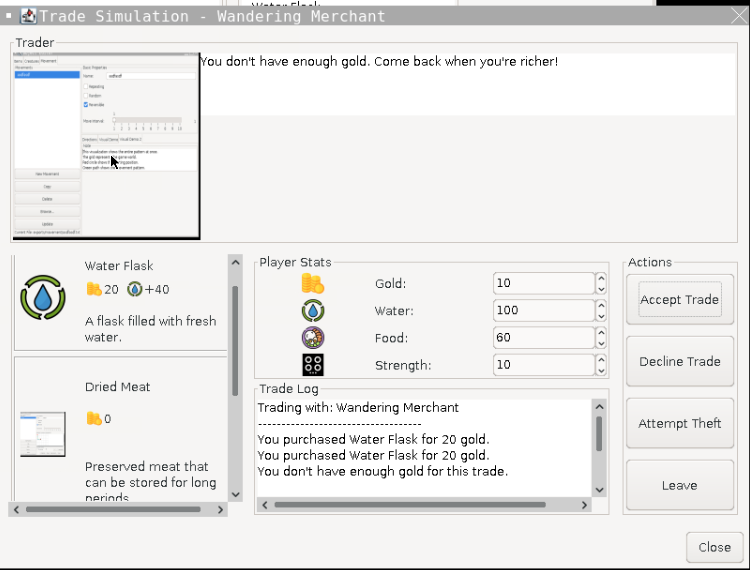 Water Flask
Trade Simulation - Wandering Merchant
Trader
You don't have enough gold. Come back when you're richer!
Water Flask
20 +40
A flask filled with fresh
water.
Dried Meat
0
Preserved meat that
can be stored for long
periods
Player Stats
Gold: 10
Water: 100
Food: 60
Strength: 10
Trade Log
Trading with: Wandering Merchant
--------------------------------
You purchased Water Flask for 20 gold.
You purchased Water Flask for 20 gold.
You don't have enough gold for this trade.
Actions
Accept Trade
Decline Trade
Attempt Theft
Leave
Close